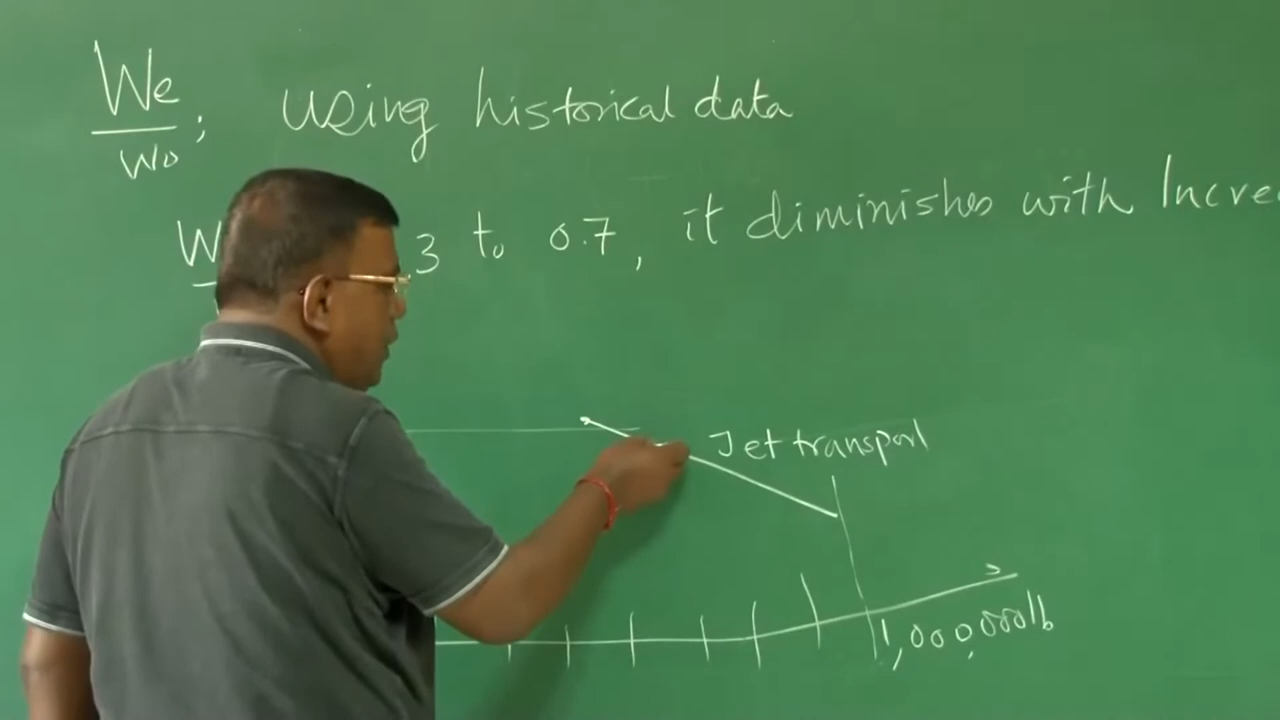 We
Wo ; using historical data
W 3 to 0.7, it diminishes with Incre
Jet transport
1,000,000 lb